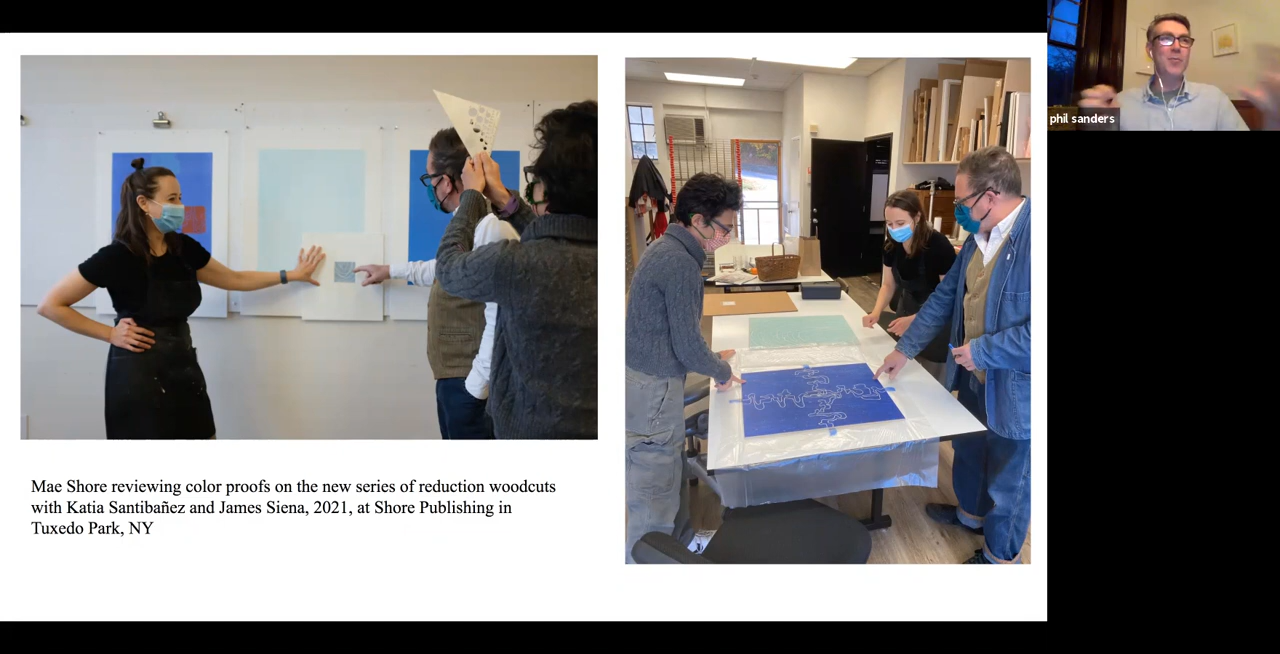 phil sanders
Mae Shore reviewing color proofs on the new series of reduction woodcuts
with Katia Santibañez and James Siena, 2021, at Shore Publishing in
Tuxedo Park, NY